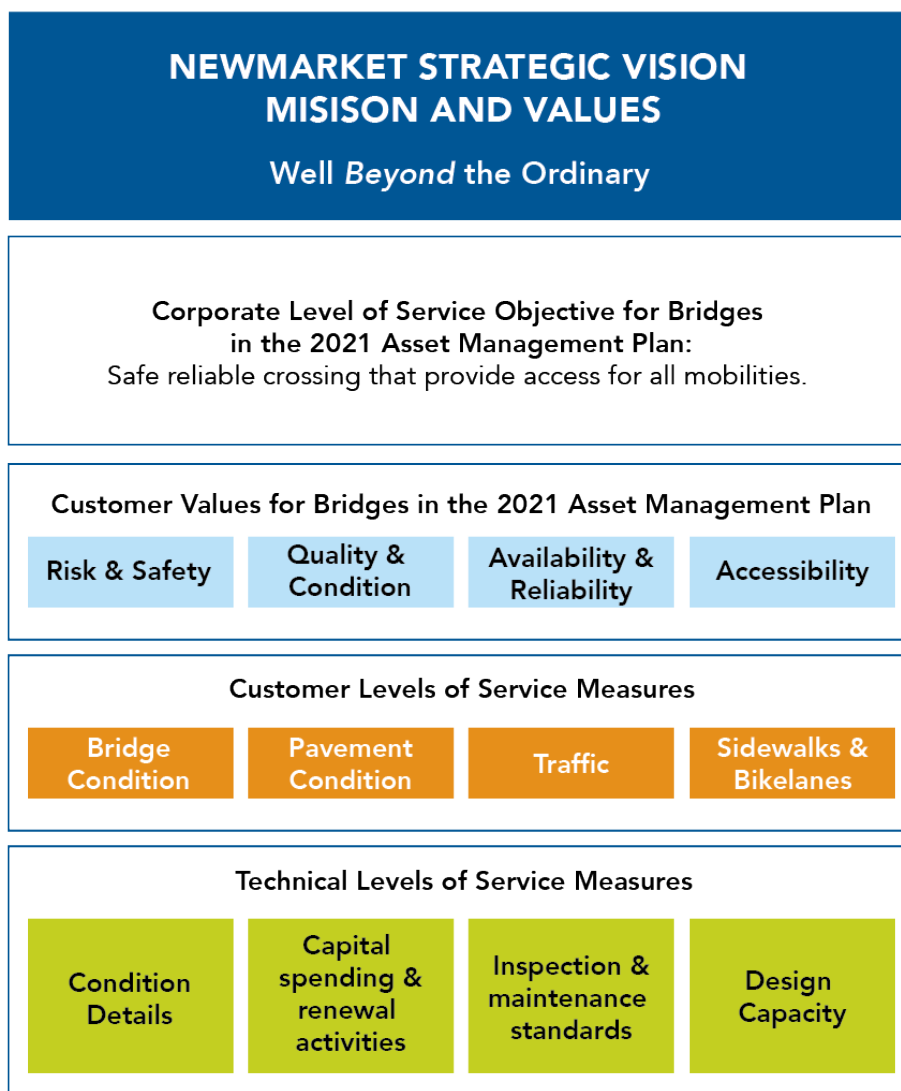 NEWMARKET STRATEGIC VISION
MISISON AND VALUES
Well Beyond the Ordinary
Corporate Level of Service Objective for Bridges
in the 2021 Asset Management Plan:
Safe reliable crossing that provide access for all mobilities.
Customer Values for Bridges in the 2021 Asset Management Plan
Risk & Safety
Quality &
Condition
Availability &
Reliability
Accessibility
Customer Levels of Service Measures
Bridge
Condition
Pavement
Condition
Traffic
Sidewalks &
Bikelanes
Technical Levels of Service Measures
Condition
Details
Capital
spending &
renewal
activities
Inspection &
maintenance
standards
Design
Capacity